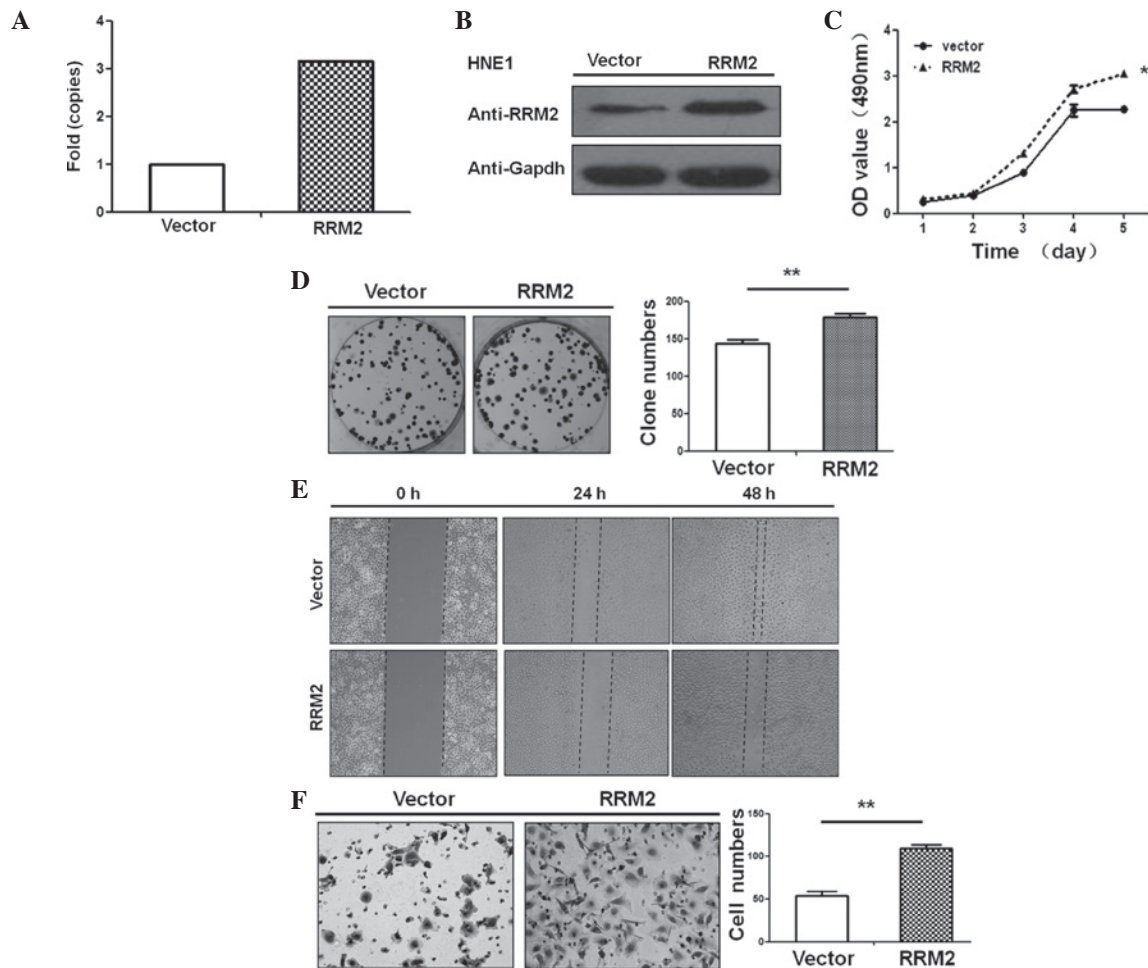 A
Fold (copies)
4
3
2
1
0
Vector RRM2
B
HNE1 Vector RRM2
Anti-RRM2
Anti-Gapdh
C
OD value（490nm）
4
3
2
1
0
vector
RRM2
*
1 2 3 4 5
Time （day）
D
Vector RRM2
Clone numbers
200
150
100
50
0
**
Vector RRM2
E
0 h 24 h 48 h
Vector
RRM2
F
Vector RRM2
Cell numbers
150
100
50
0
**
Vector RRM2